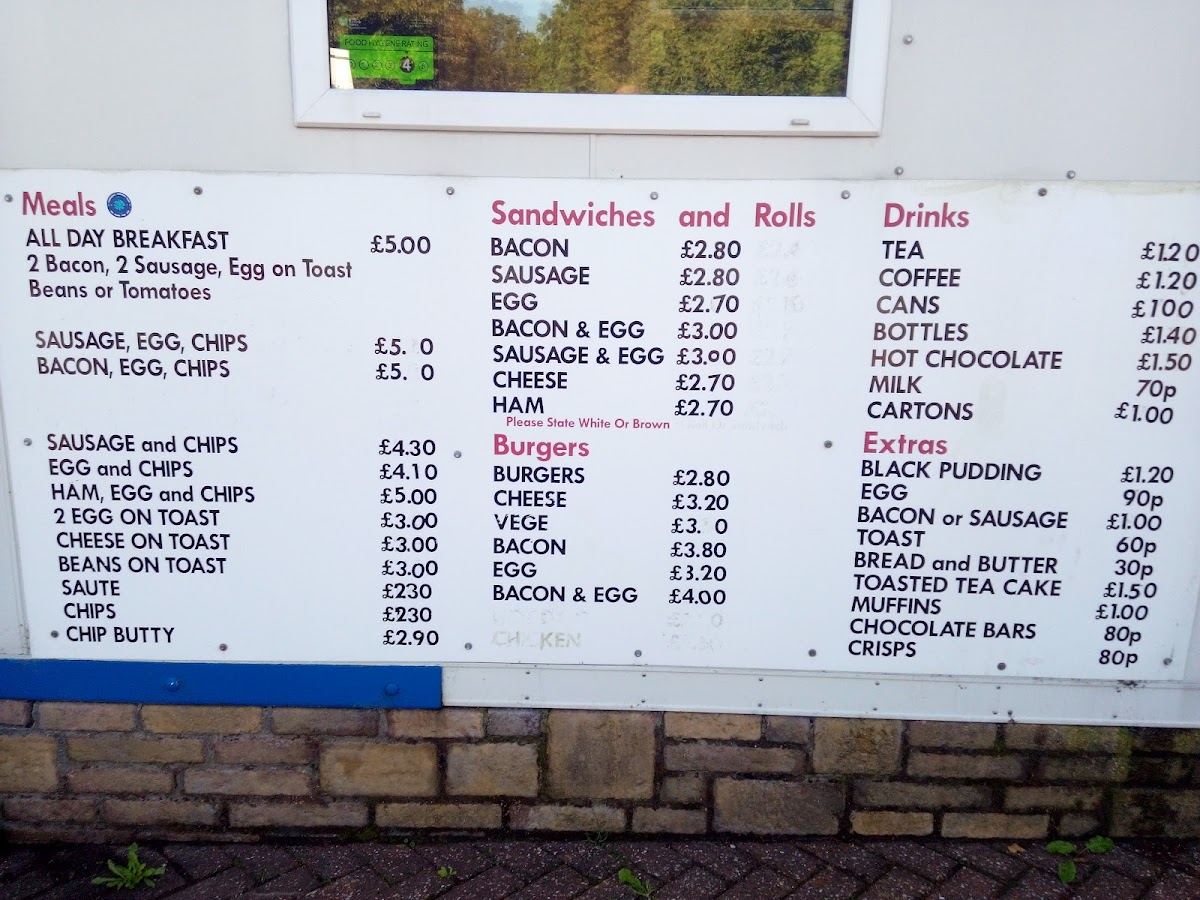 FOOD HYGIENE RATING
4
Meals
ALL DAY BREAKFAST £5.00
2 Bacon, 2 Sausage, Egg on Toast
Beans or Tomatoes
SAUSAGE, EGG, CHIPS £5. 0
BACON, EGG, CHIPS £5. 0
SAUSAGE and CHIPS £4.30
EGG and CHIPS £4.10
HAM, EGG and CHIPS £5.00
2 EGG ON TOAST £3.00
CHEESE ON TOAST £3.00
BEANS ON TOAST £3.00
SAUTE £230
CHIPS £230
CHIP BUTTY £2.90
Sandwiches and Rolls
BACON £2.80
SAUSAGE £2.80
EGG £2.70
BACON & EGG £3.00
SAUSAGE & EGG £3.00
CHEESE £2.70
HAM £2.70
Please State White Or Brown
Burgers
BURGERS £2.80
CHEESE £3.20
VEGE £3. 0
BACON £3.80
EGG £3.20
BACON & EGG £4.00
CHICKEN
Drinks
TEA £1.20
COFFEE £1.20
CANS £100
BOTTLES £1.40
HOT CHOCOLATE £1.50
MILK 70p
CARTONS £1.00
Extras
BLACK PUDDING £1.20
EGG 90p
BACON or SAUSAGE £1.00
TOAST 60p
BREAD and BUTTER 30p
TOASTED TEA CAKE £1.50
MUFFINS £1.00
CHOCOLATE BARS 80p
CRISPS 80p